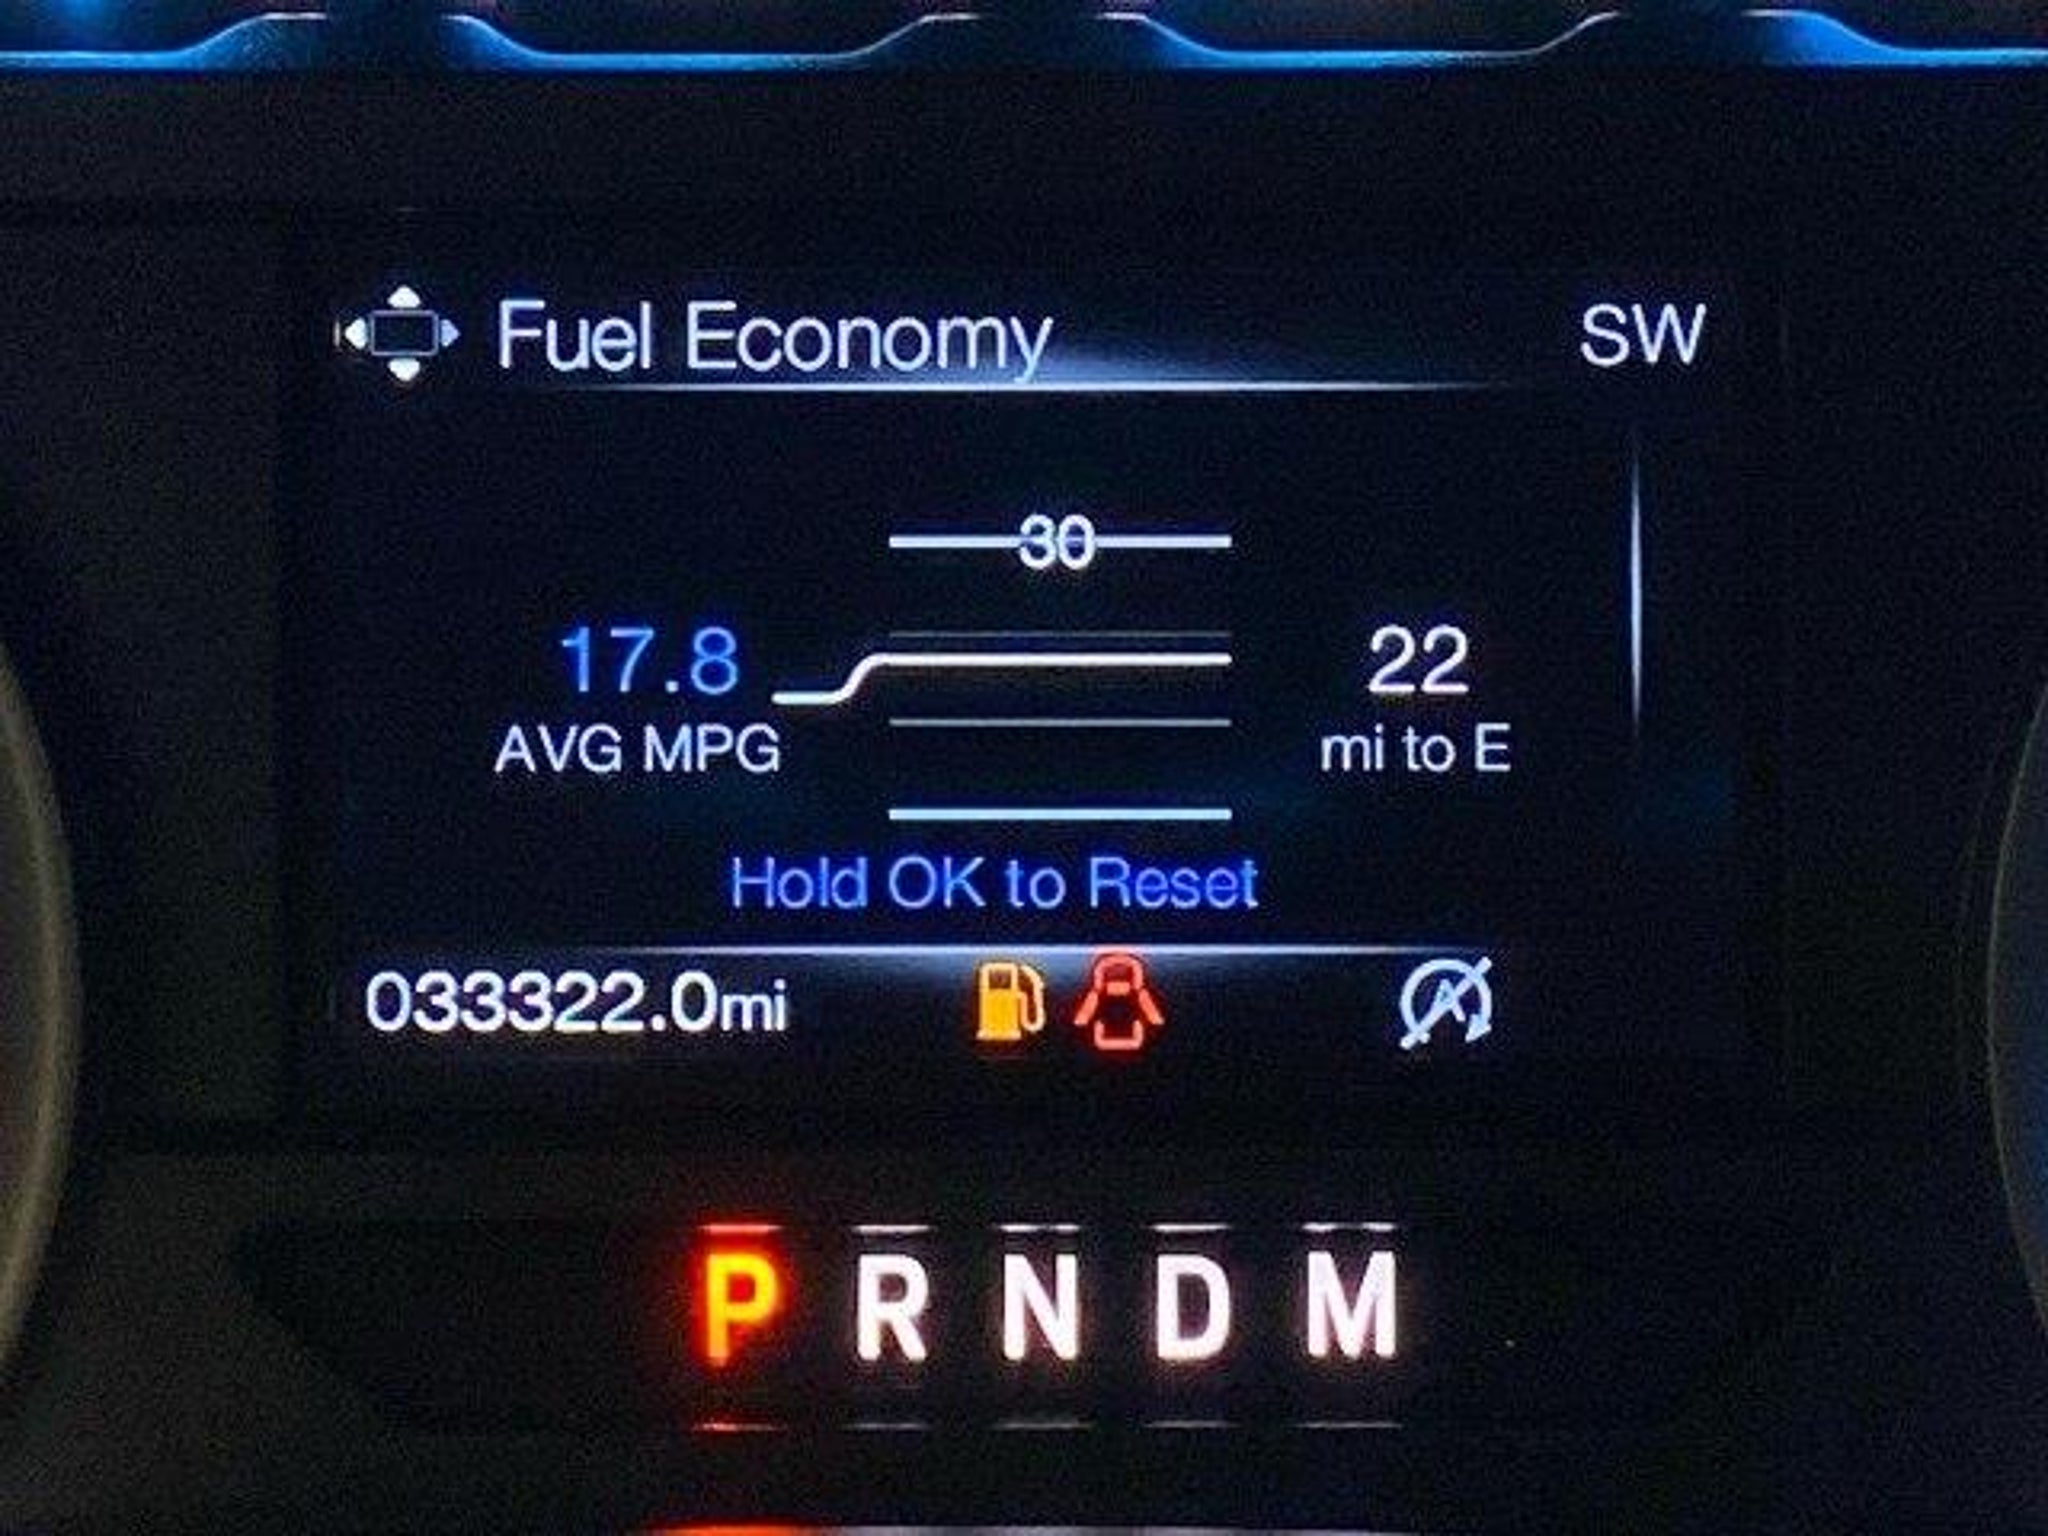 Fuel Economy SW
30
17.8 22
AVG MPG mi to E
Hold OK to Reset
033322.0mi A
P R N D M